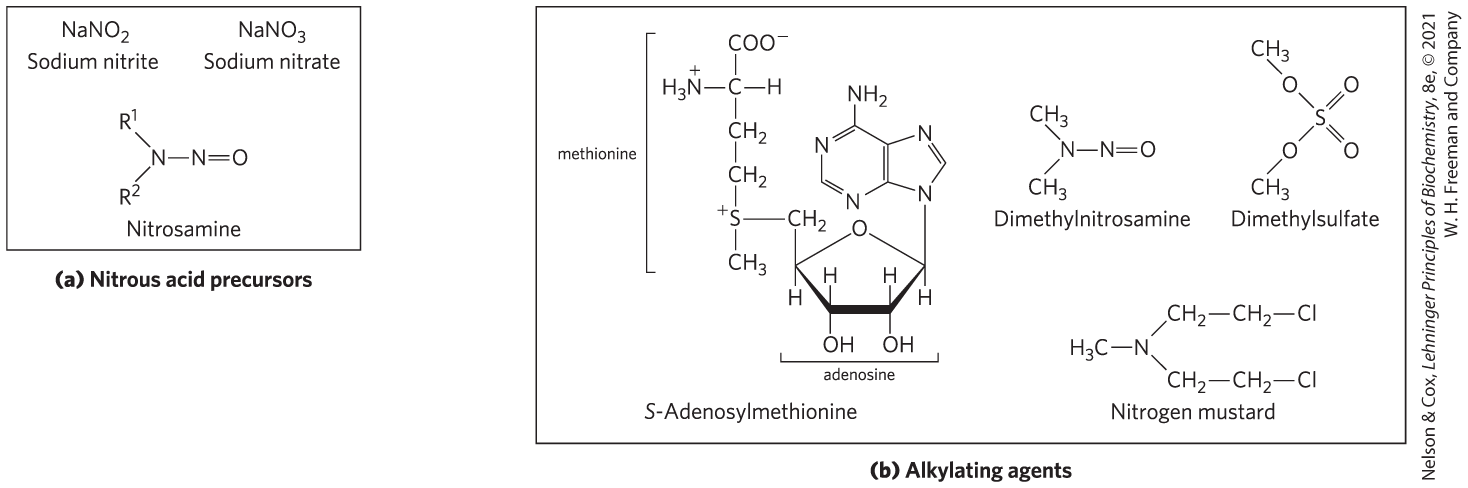 NaNO₂ NaNO₃
Sodium nitrite Sodium nitrate
R¹
N—N=O
R²
Nitrosamine
(a) Nitrous acid precursors
methionine
COO⁻
H₃N⁺—C—H
CH₂
CH₂
⁺S—CH₂
CH₃
NH₂
N N
N N
O
H H H H
OH OH
adenosine
S-Adenosylmethionine
CH₃
N—N=O
CH₃
Dimethylnitrosamine
CH₃
O O
S
O O
CH₃
Dimethylsulfate
CH₂—CH₂—Cl
H₃C—N
CH₂—CH₂—Cl
Nitrogen mustard
(b) Alkylating agents
Nelson & Cox, Lehninger Principles of Biochemistry, 8e, © 2021
W. H. Freeman and Company